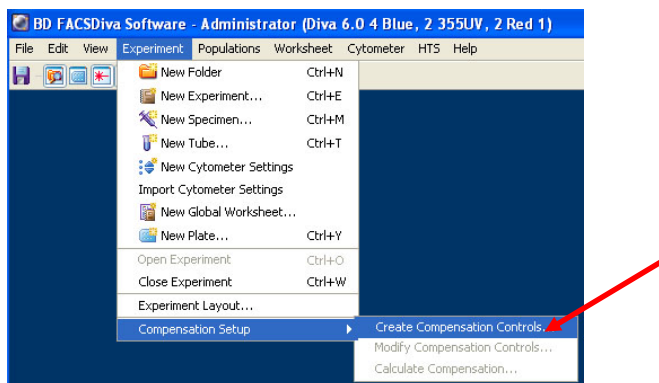 BD FACSDiva Software - Administrator (Diva 6.0 4 Blue, 2 355UV, 2 Red 1)
File Edit View Experiment Populations Worksheet Cytometer HTS Help
New Folder Ctrl+N
New Experiment... Ctrl+E
New Specimen... Ctrl+M
New Tube... Ctrl+T
New Cytometer Settings
Import Cytometer Settings
New Global Worksheet...
New Plate... Ctrl+Y
Open Experiment Ctrl+O
Close Experiment Ctrl+W
Experiment Layout...
Compensation Setup
Create Compensation Controls...
Modify Compensation Controls...
Calculate Compensation...